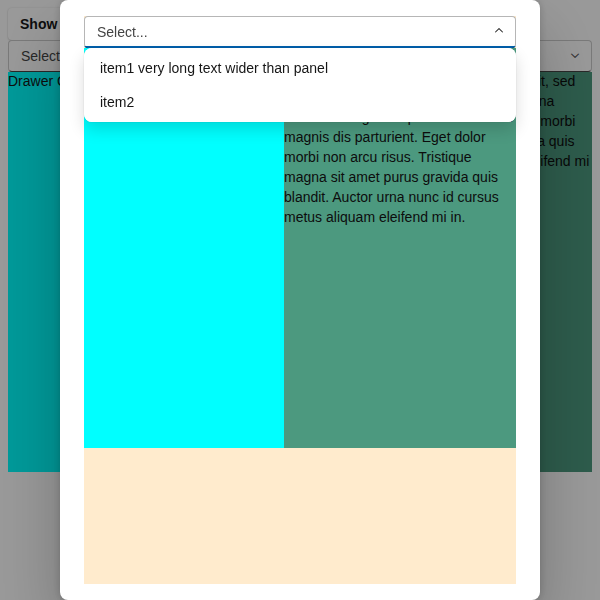 Show
Select
Drawer
Select...
item1 very long text wider than panel
item2
magnis dis parturient. Eget dolor
morbi non arcu risus. Tristique
magna sit amet purus gravida quis
blandit. Auctor urna nunc id cursus
metus aliquam eleifend mi in.
t, sed
na
morbi
a quis
ifend mi